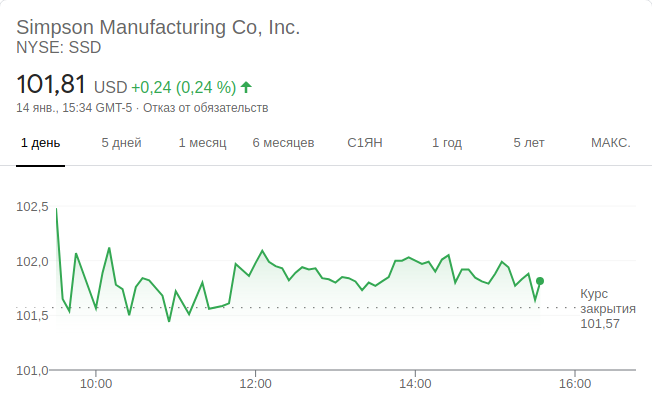 Simpson Manufacturing Co, Inc.
NYSE: SSD
101,81 USD +0,24 (0,24 %)
14 янв., 15:34 GMT-5 · Отказ от обязательств
1 день 5 дней 1 месяц 6 месяцев С1ЯН 1 год 5 лет МАКС.
102,5
102,0
101,5
101,0
Курс
закрытия
101,57
10:00 12:00 14:00 16:00